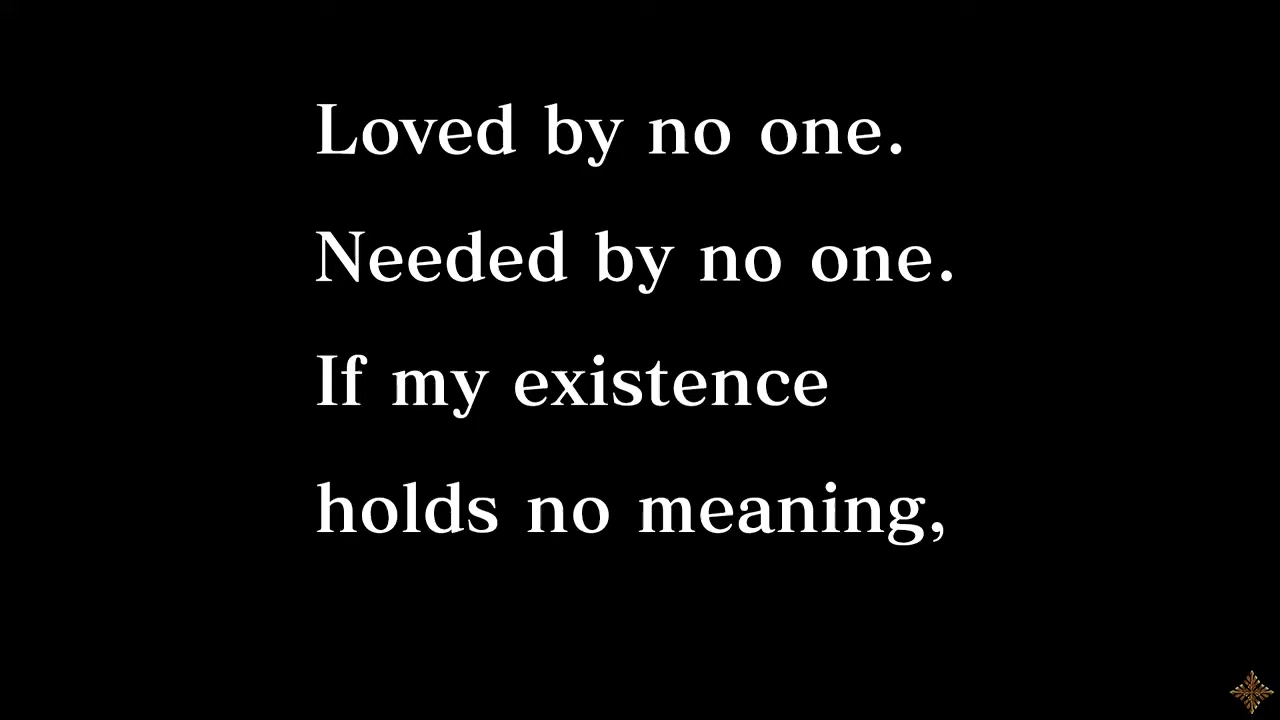 Loved by no one.
Needed by no one.
If my existence
holds no meaning,